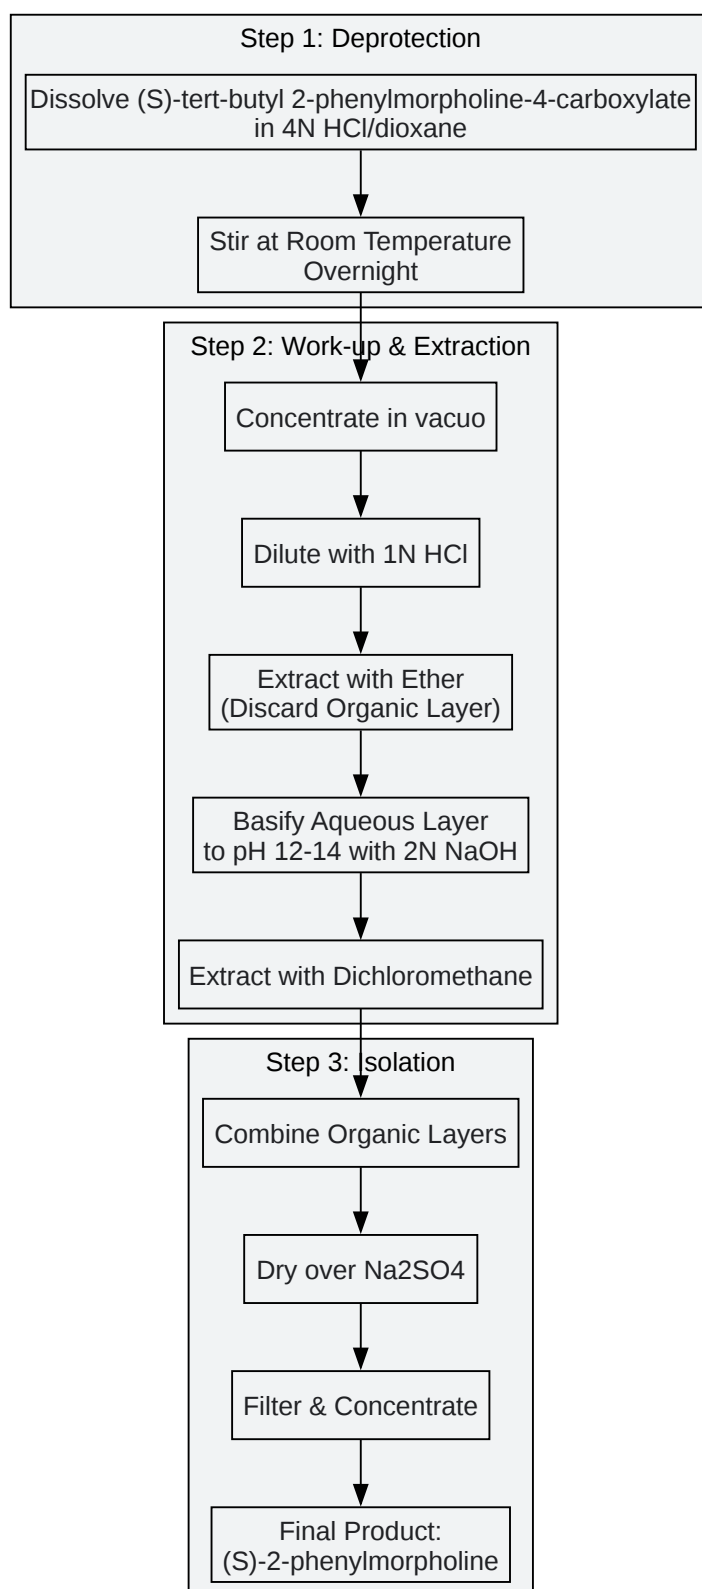 Step 1: Deprotection
Dissolve (S)-tert-butyl 2-phenylmorpholine-4-carboxylate
in 4N HCl/dioxane
Stir at Room Temperature
Overnight
Step 2: Work-up & Extraction
Concentrate in vacuo
Dilute with 1N HCl
Extract with Ether
(Discard Organic Layer)
Basify Aqueous Layer
to pH 12-14 with 2N NaOH
Extract with Dichloromethane
Step 3: Isolation
Combine Organic Layers
Dry over Na2SO4
Filter & Concentrate
Final Product:
(S)-2-phenylmorpholine